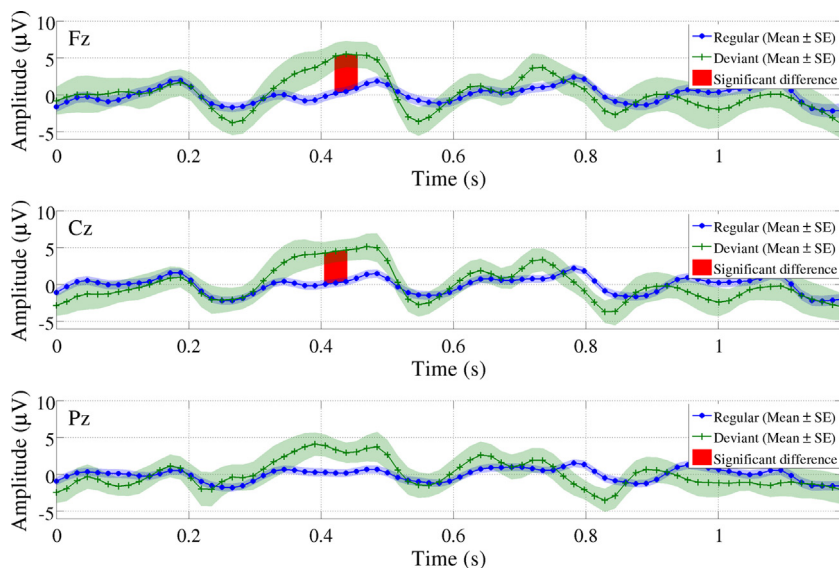 Fz
Amplitude (μV)
10
5
0
-5
Regular (Mean ± SE)
Deviant (Mean ± SE)
Significant difference
0 0.2 0.4 0.6 0.8 1
Time (s)
Cz
Amplitude (μV)
10
5
0
-5
Regular (Mean ± SE)
Deviant (Mean ± SE)
Significant difference
0 0.2 0.4 0.6 0.8 1
Time (s)
Pz
Amplitude (μV)
10
5
0
-5
Regular (Mean ± SE)
Deviant (Mean ± SE)
Significant difference
0 0.2 0.4 0.6 0.8 1
Time (s)